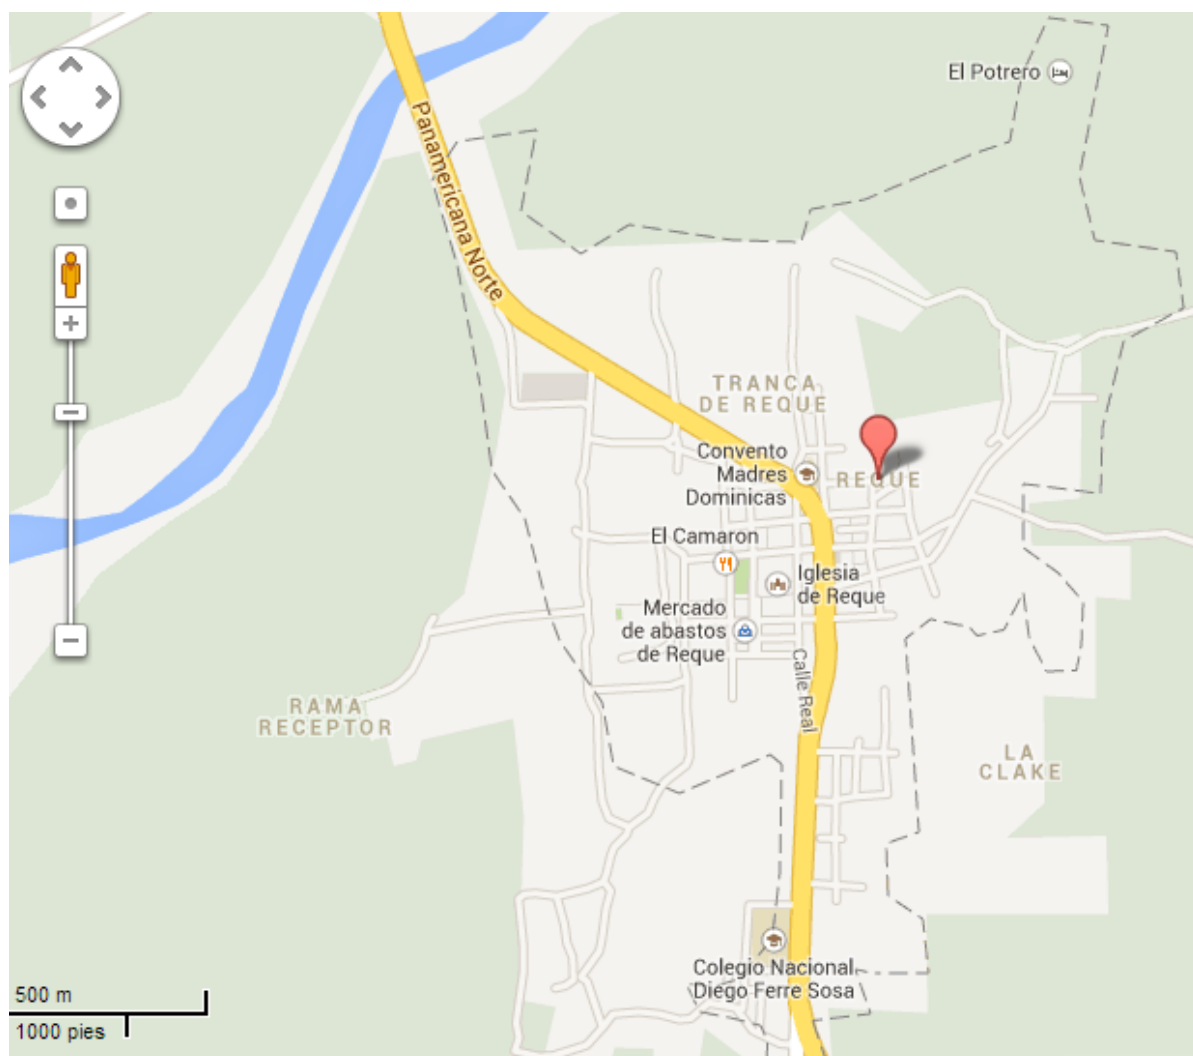 El Potrero
Panamericana Norte
TRANCA
DE REQUE
Convento
Madres
Dominicas
REQUE
El Camaron
Iglesia
de Reque
Mercado
de abastos
de Reque
Calle Real
RAMA
RECEPTOR
LA
CLAKE
Colegio Nacional
Diego Ferre Sosa
500 m
1000 pies